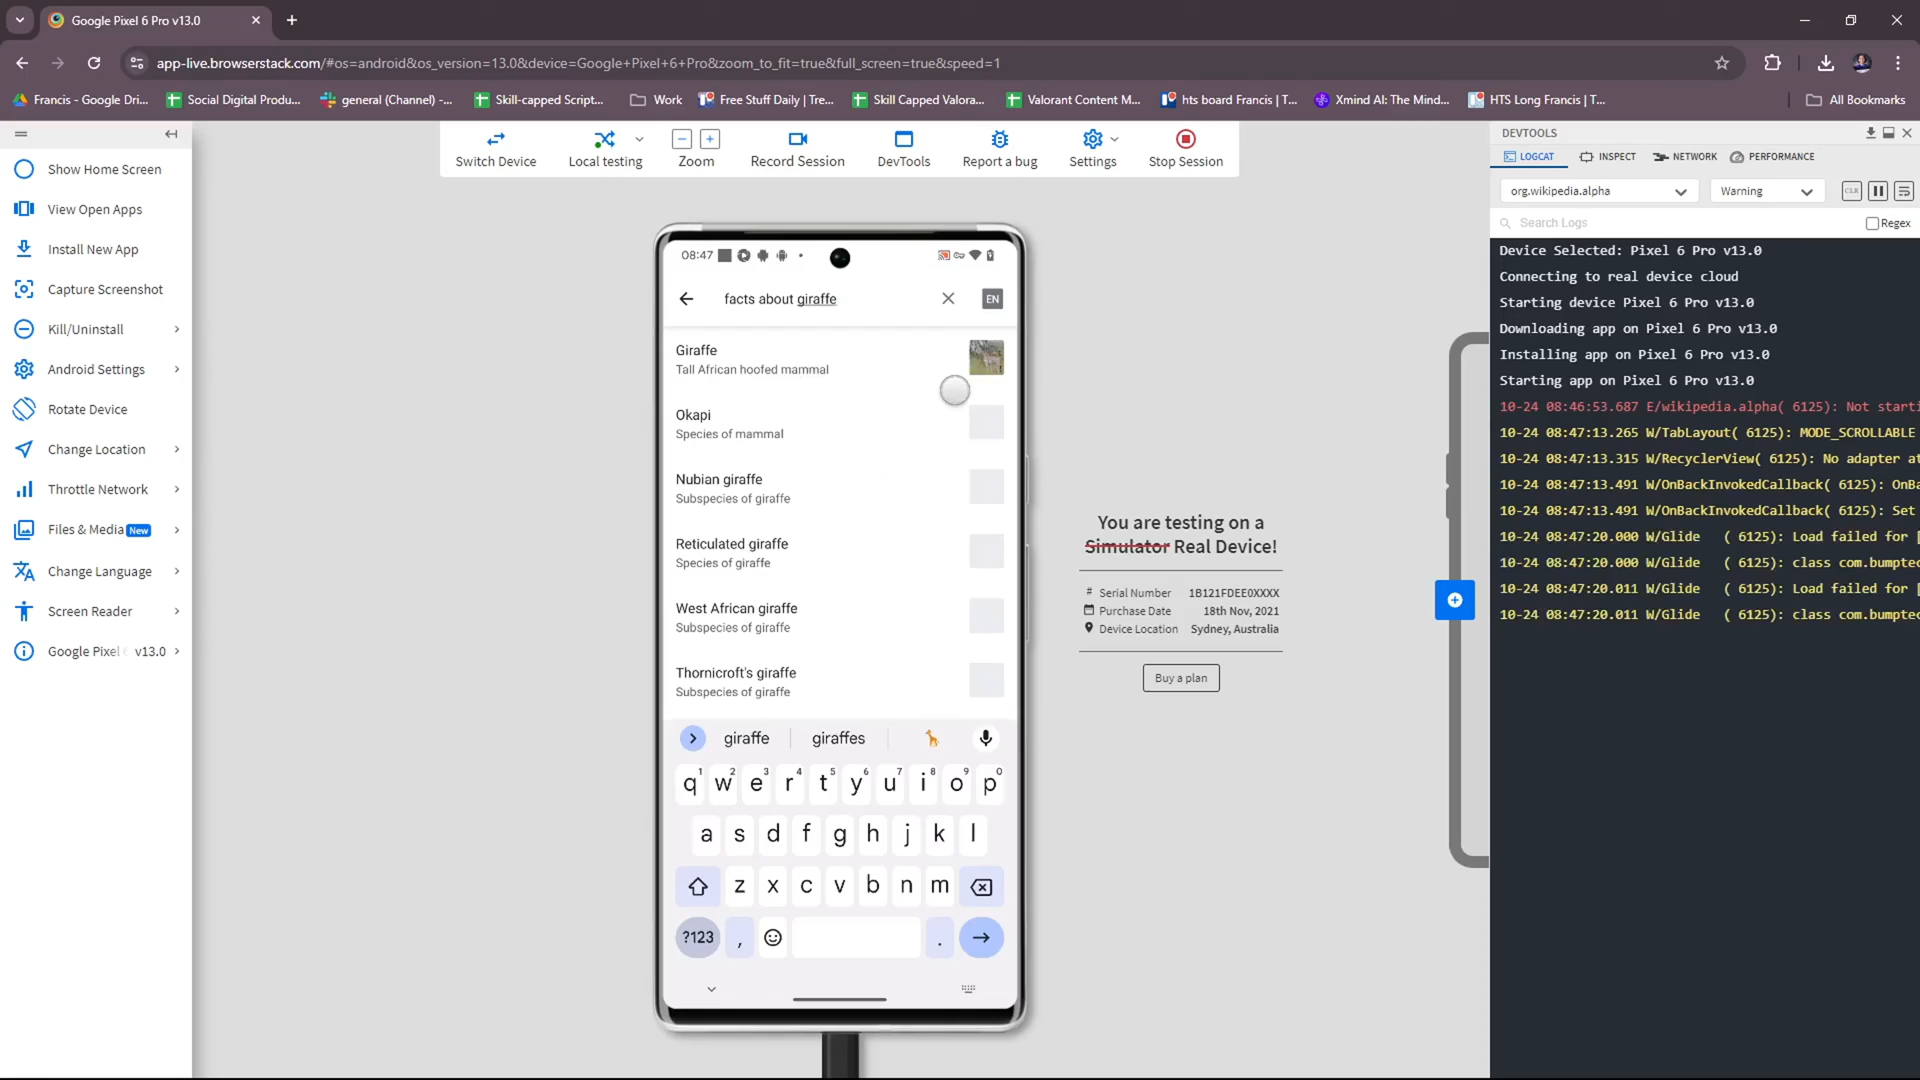 Google Pixel 6 Pro v13.0
app-live.browserstack.com/#os=android&os_version=13.0&device=Google+Pixel+6+Pro&zoom_to_fit=true&full_screen=true&speed=1
Francis - Google Dri...
Social Digital Produ...
general (Channel) -...
Skill-capped Script...
Work
Free Stuff Daily | Tre...
Skill Capped Valora...
Valorant Content M...
hts board Francis | T...
Xmind AI: The Mind...
HTS Long Francis | T...
All Bookmarks
Show Home Screen
View Open Apps
Install New App
Capture Screenshot
Kill/Uninstall
Android Settings
Rotate Device
Change Location
Throttle Network
Files & Media New
Change Language
Screen Reader
Google Pixel v13.0
Switch Device
Local testing
Zoom
Record Session
DevTools
Report a bug
Settings
Stop Session
08:47
facts about giraffe
EN
Giraffe
Tall African hoofed mammal
Okapi
Species of mammal
Nubian giraffe
Subspecies of giraffe
Reticulated giraffe
Species of giraffe
West African giraffe
Subspecies of giraffe
Thornicroft's giraffe
Subspecies of giraffe
giraffe giraffes
q1 w2 e3 r4 t5 y6 u7 i8 o9 p0
a s d f g h j k l
z x c v b n m
?123 , .
You are testing on a
Simulator Real Device!
# Serial Number 1B121FDEE0XXXX
Purchase Date 18th Nov, 2021
Device Location Sydney, Australia
Buy a plan
DEVTOOLS
LOGCAT INSPECT NETWORK PERFORMANCE
org.wikipedia.alpha Warning CLR
Search Logs Regex
Device Selected: Pixel 6 Pro v13.0
Connecting to real device cloud
Starting device Pixel 6 Pro v13.0
Downloading app on Pixel 6 Pro v13.0
Installing app on Pixel 6 Pro v13.0
Starting app on Pixel 6 Pro v13.0
10-24 08:46:53.687 E/wikipedia.alpha( 6125): Not starti
10-24 08:47:13.265 W/TabLayout( 6125): MODE_SCROLLABLE
10-24 08:47:13.315 W/RecyclerView( 6125): No adapter at
10-24 08:47:13.491 W/OnBackInvokedCallback( 6125): OnBa
10-24 08:47:13.491 W/OnBackInvokedCallback( 6125): Set
10-24 08:47:20.000 W/Glide ( 6125): Load failed for [
10-24 08:47:20.000 W/Glide ( 6125): class com.bumptec
10-24 08:47:20.011 W/Glide ( 6125): Load failed for [
10-24 08:47:20.011 W/Glide ( 6125): class com.bumptec